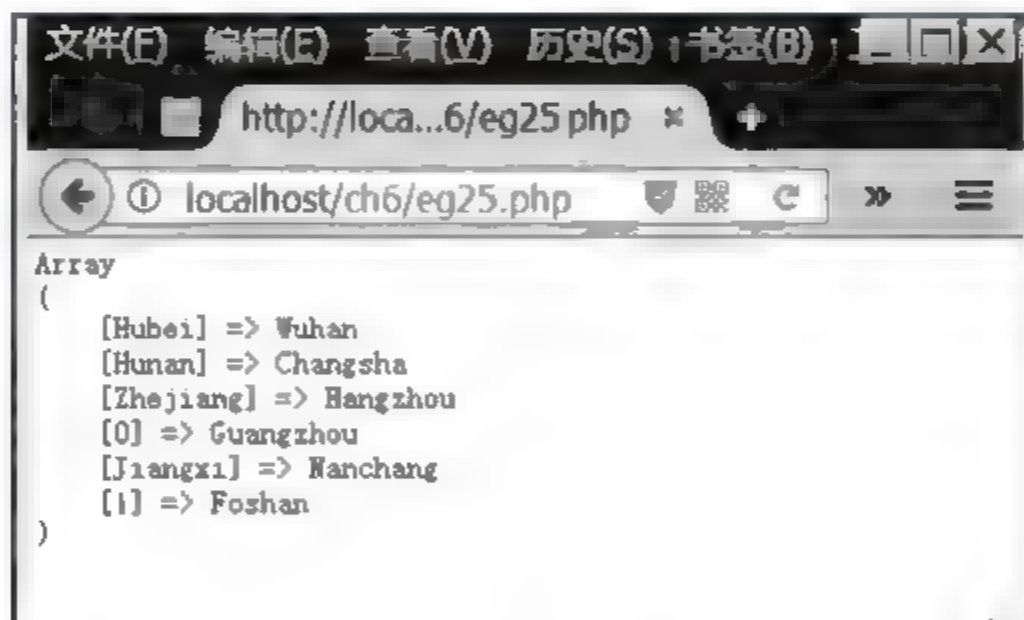 文件(F) 编辑(E) 查看(V) 历史(S) 书签(B)
http://loca...6/eg25.php
localhost/ch6/eg25.php
Array
(
[Hubei] => Wuhan
[Hunan] => Changsha
[Zhejiang] => Hangzhou
[0] => Guangzhou
[Jiangxi] => Nanchang
[1] => Foshan
)